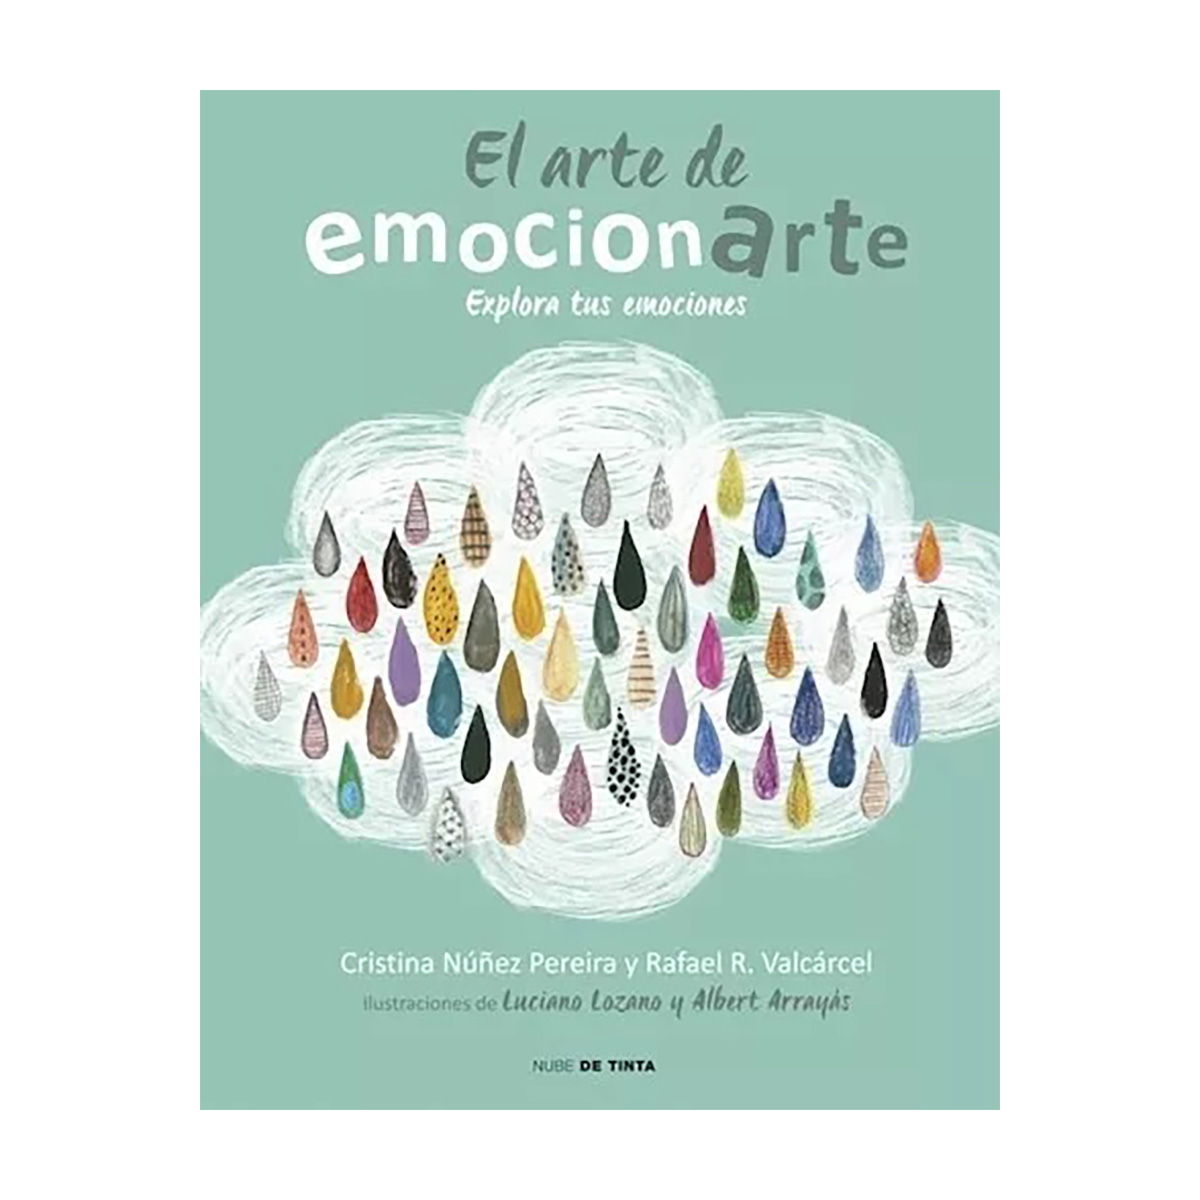 El arte de
emocionarte
Explora tus emociones
Cristina Núñez Pereira y Rafael R. Valcárcel
ilustraciones de Luciano Lozano y Albert Arrayás
NUBE DE TINTA